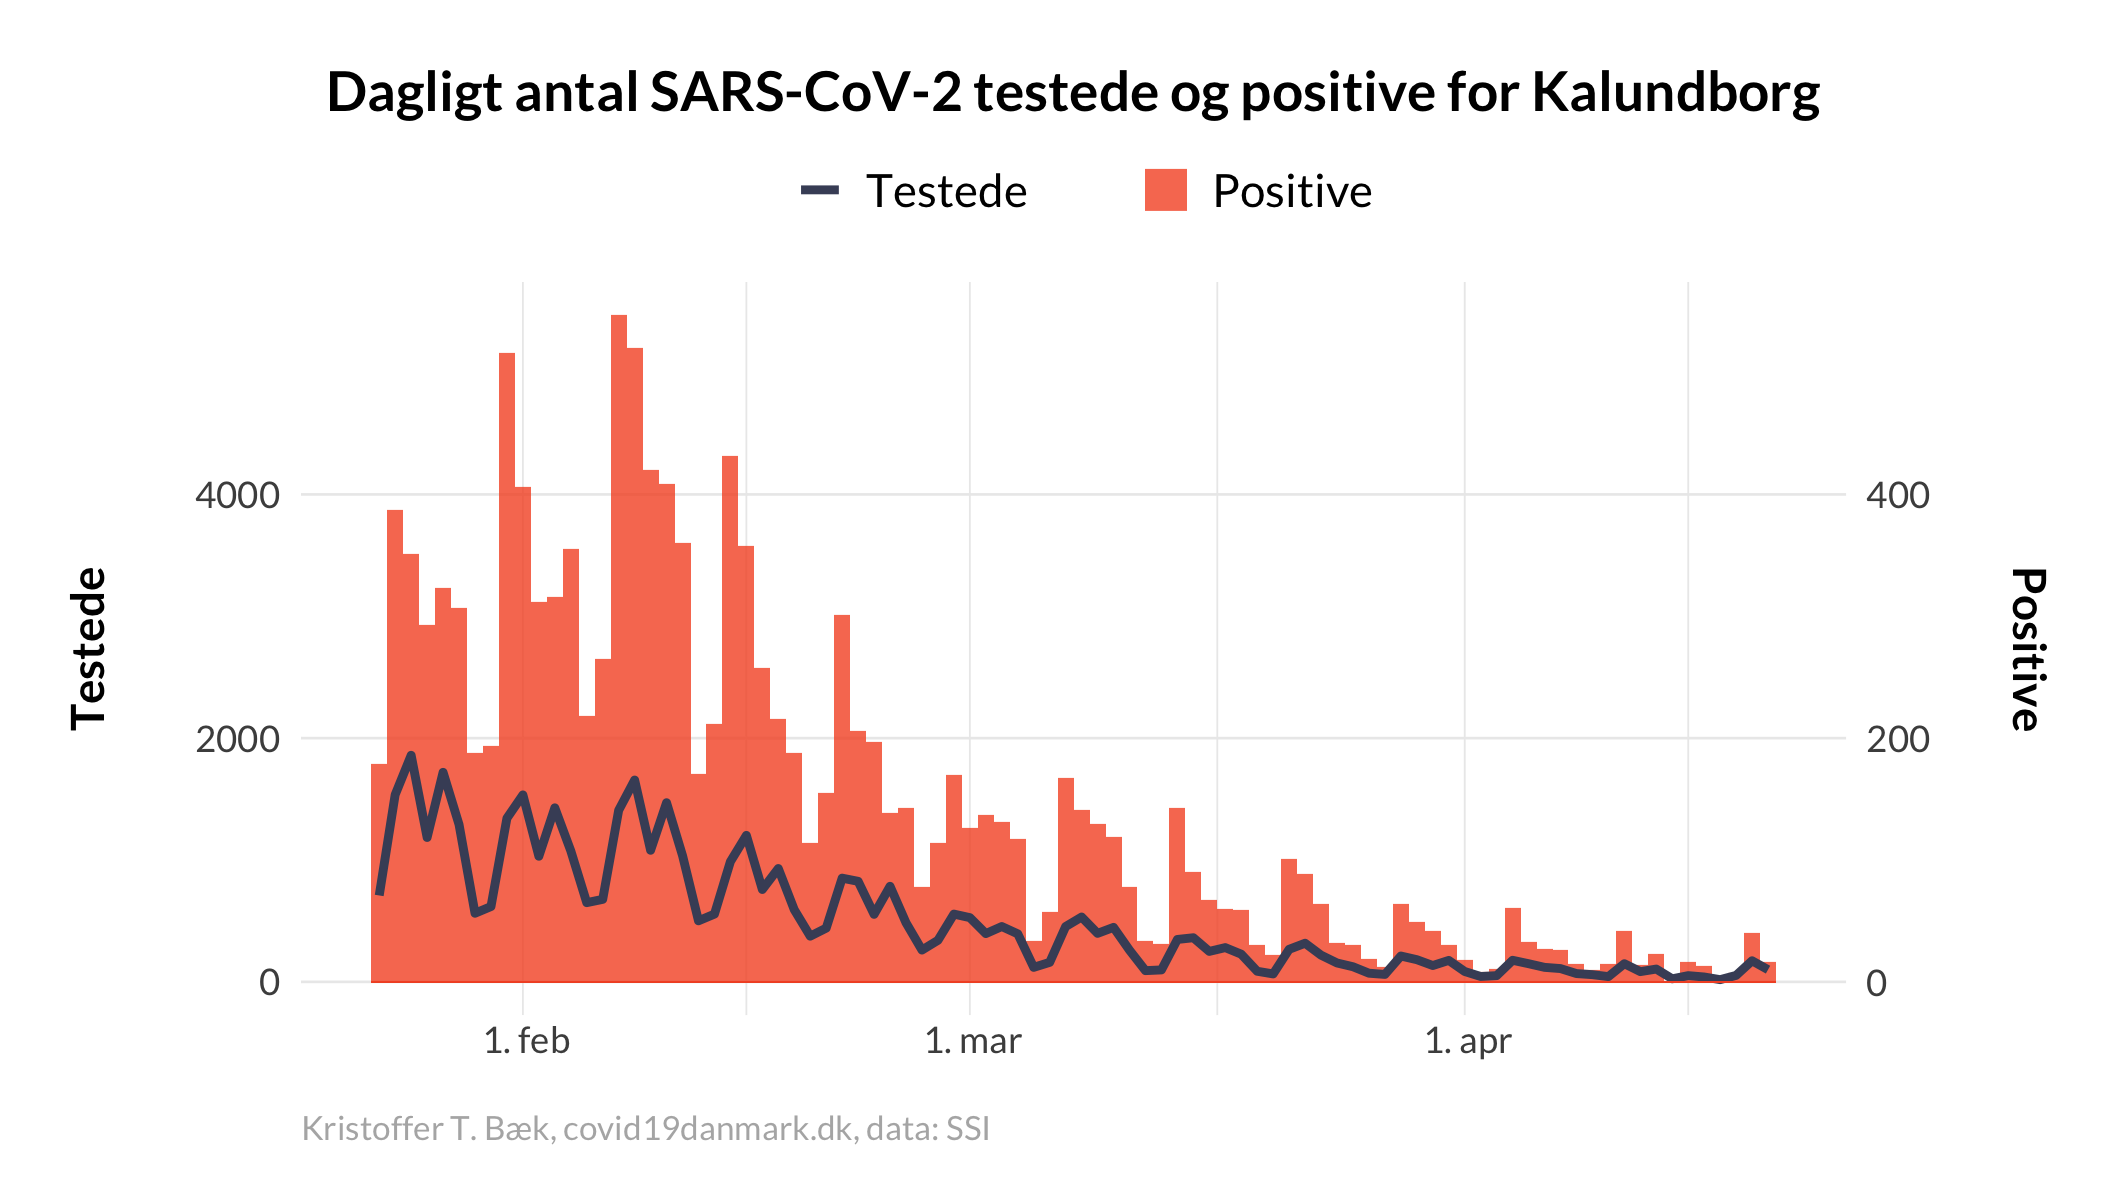 Dagligt antal SARS-CoV-2 testede og positive for Kalundborg
Testede
Positive
4000
2000
0
Testede
400
200
0
Positive
1. feb
1. mar
1. apr
Kristoffer T. Bæk, covid19danmark.dk, data: SSI